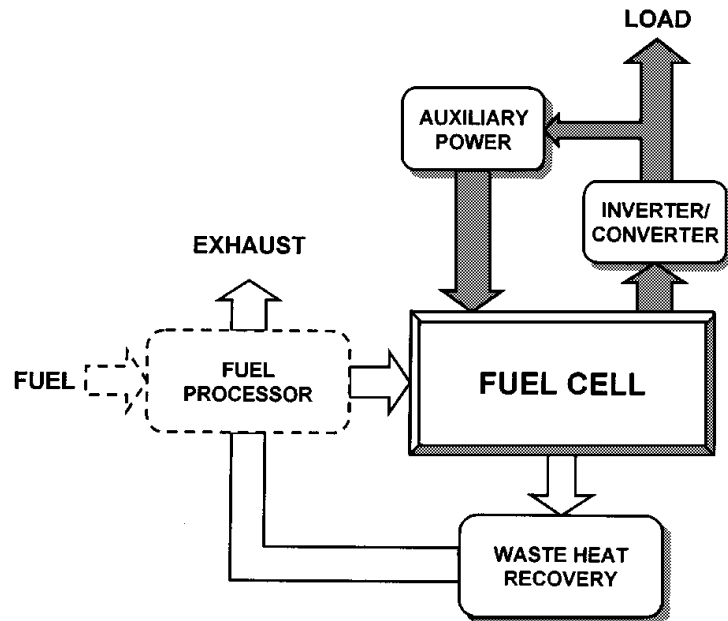 LOAD
AUXILIARY
POWER
INVERTER/
CONVERTER
EXHAUST
FUEL
FUEL
PROCESSOR
FUEL CELL
WASTE HEAT
RECOVERY